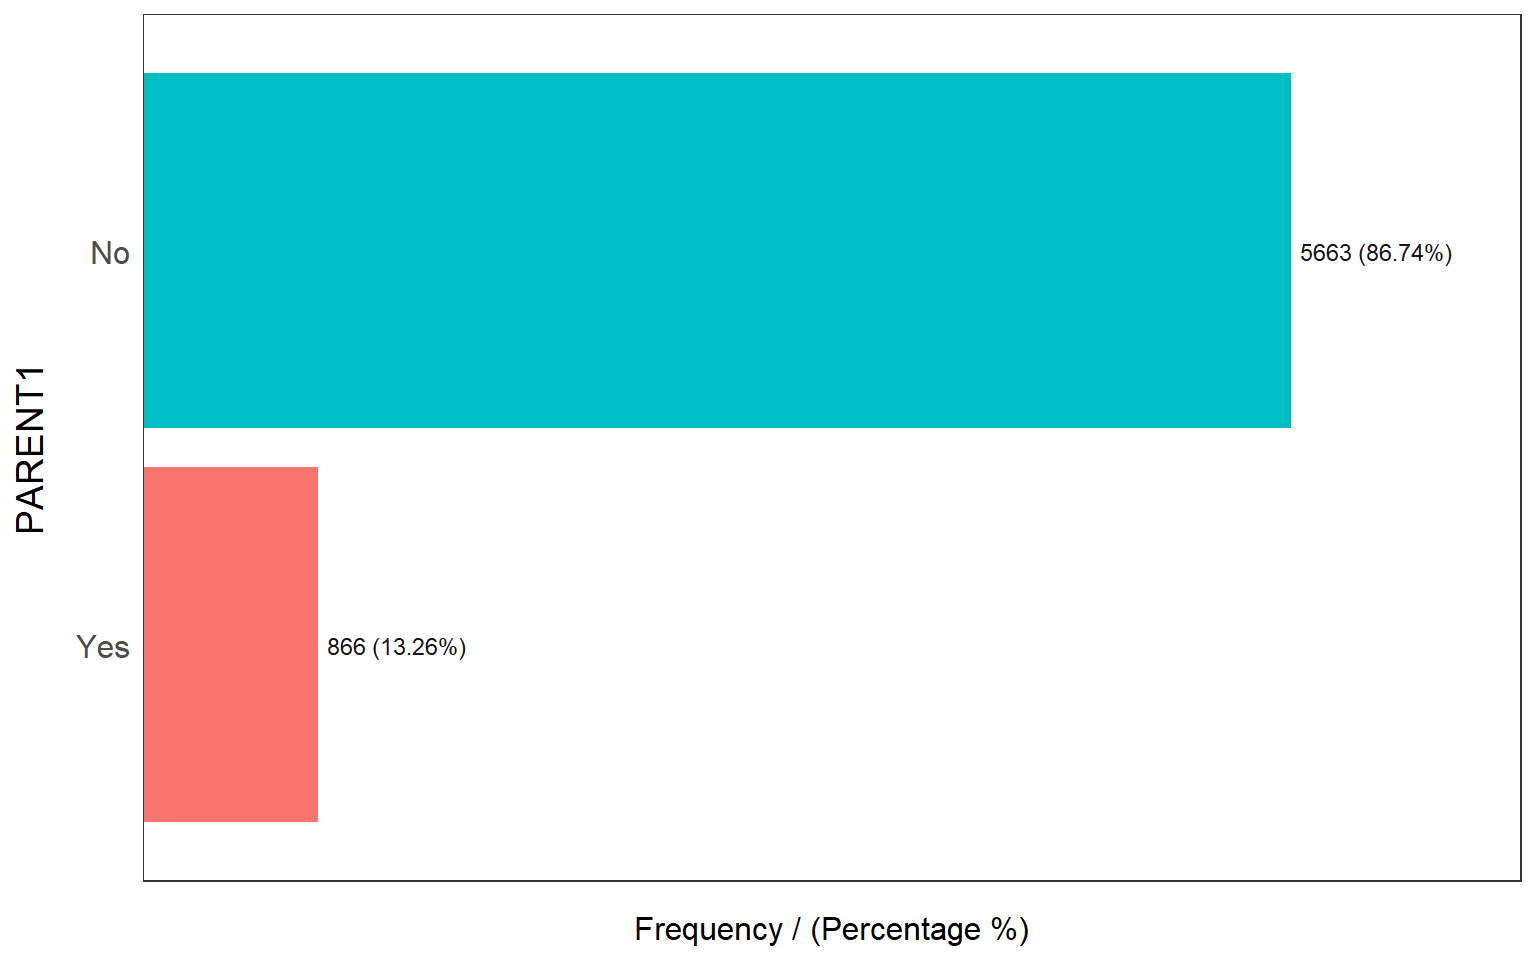 No
5663 (86.74%)
PARENT1
Yes
866 (13.26%)
Frequency / (Percentage %)